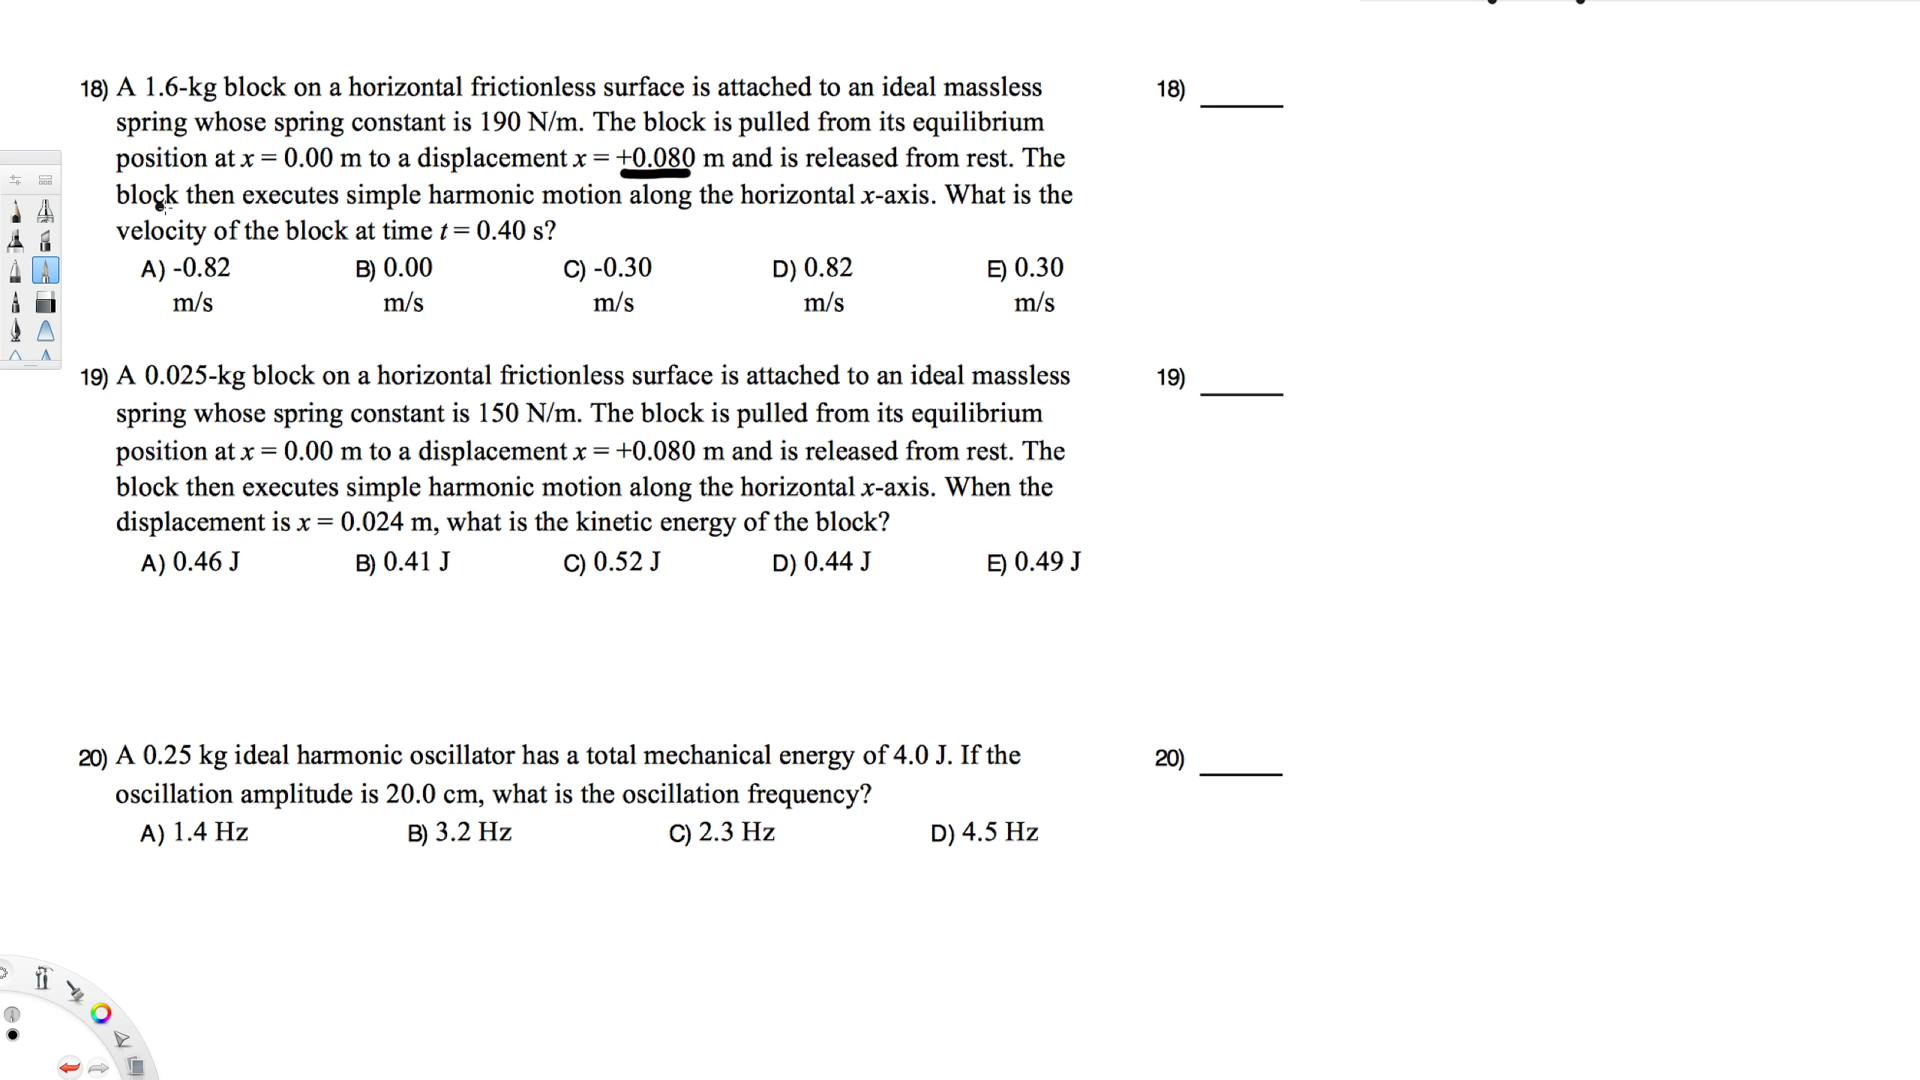 18) A 1.6-kg block on a horizontal frictionless surface is attached to an ideal massless
spring whose spring constant is 190 N/m. The block is pulled from its equilibrium
position at x = 0.00 m to a displacement x = +0.080 m and is released from rest. The
block then executes simple harmonic motion along the horizontal x-axis. What is the
velocity of the block at time t = 0.40 s?
A) -0.82 m/s
B) 0.00 m/s
C) -0.30 m/s
D) 0.82 m/s
E) 0.30 m/s
18)
19) A 0.025-kg block on a horizontal frictionless surface is attached to an ideal massless
spring whose spring constant is 150 N/m. The block is pulled from its equilibrium
position at x = 0.00 m to a displacement x = +0.080 m and is released from rest. The
block then executes simple harmonic motion along the horizontal x-axis. When the
displacement is x = 0.024 m, what is the kinetic energy of the block?
A) 0.46 J B) 0.41 J C) 0.52 J D) 0.44 J E) 0.49 J
19)
20) A 0.25 kg ideal harmonic oscillator has a total mechanical energy of 4.0 J. If the
oscillation amplitude is 20.0 cm, what is the oscillation frequency?
A) 1.4 Hz B) 3.2 Hz C) 2.3 Hz D) 4.5 Hz
20)